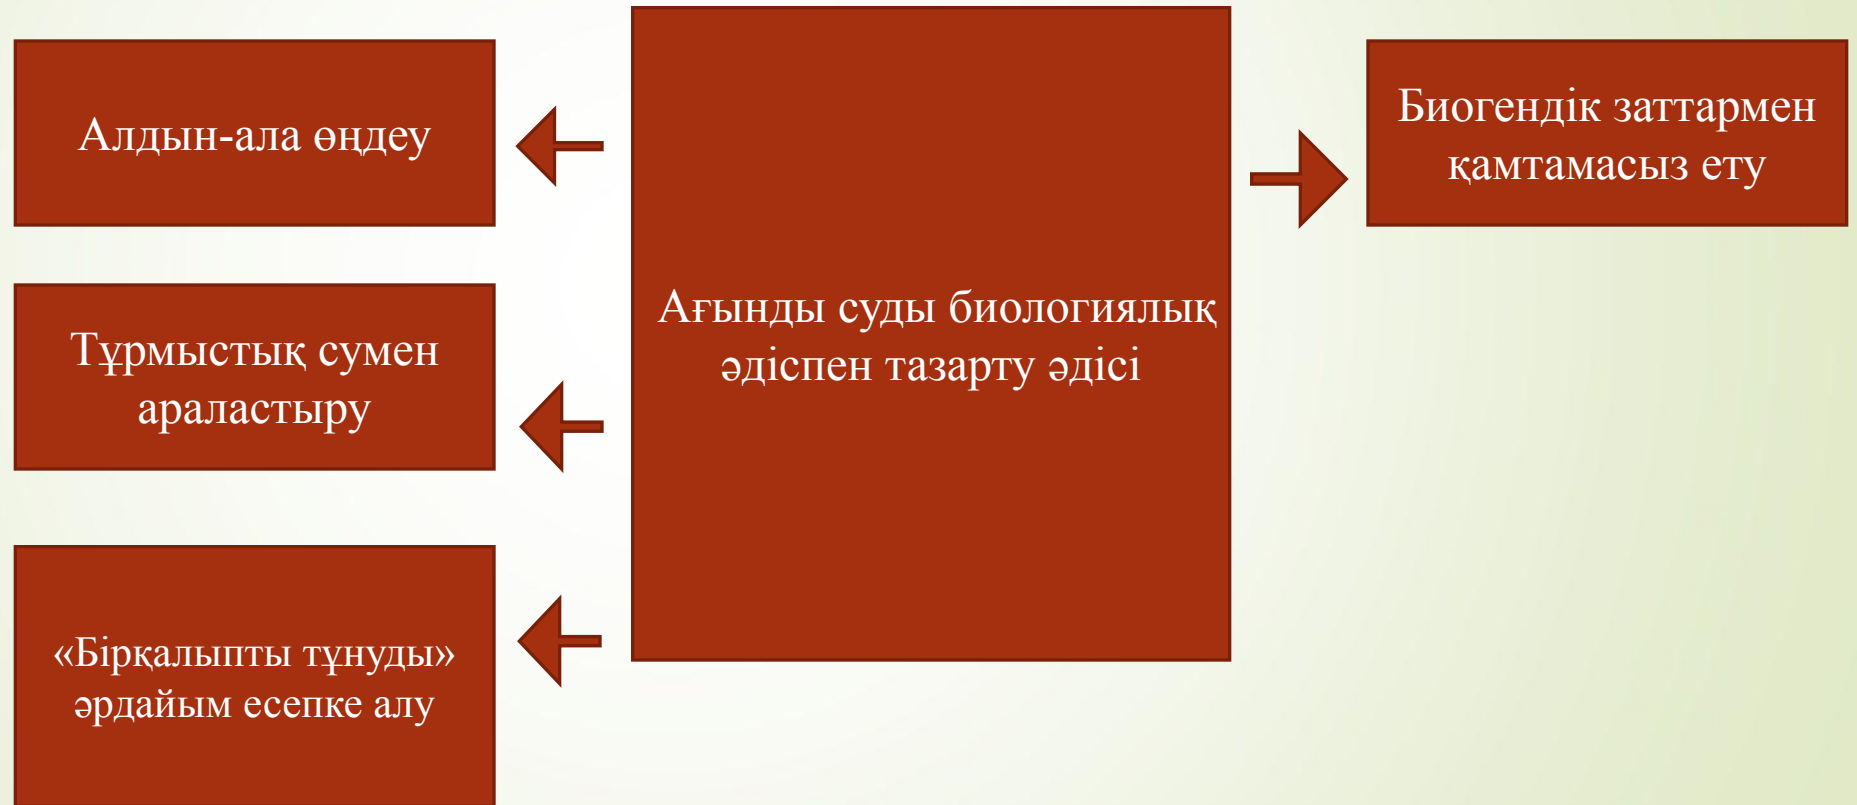 Алдын-ала өңдеу
Тұрмыстық сумен
араластыру
«Бірқалыпты тұнуды»
әрдайым есепке алу
Ағынды суды биологиялық
әдіспен тазарту әдісі
Биогендік заттармен
қамтамасыз ету